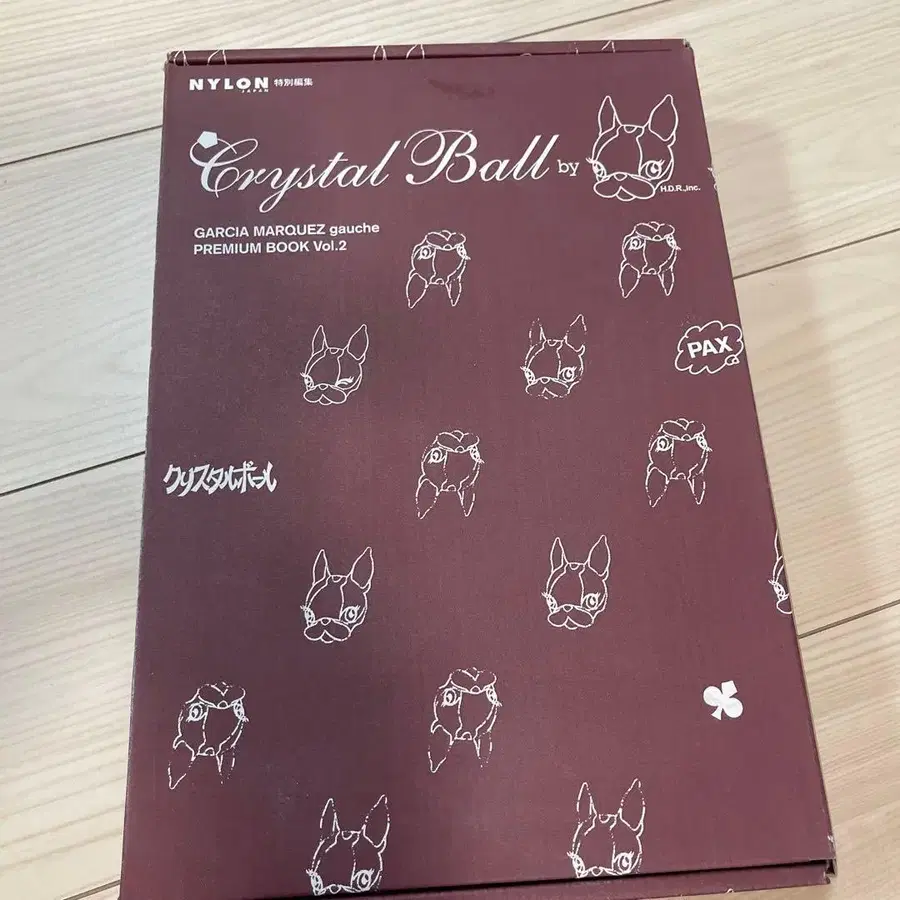 NYLON JAPAN 特別編集
Crystal Ball by
H.D.R.,inc.
GARCIA MARQUEZ gauche
PREMIUM BOOK Vol.2
PAX
クリスタルボール